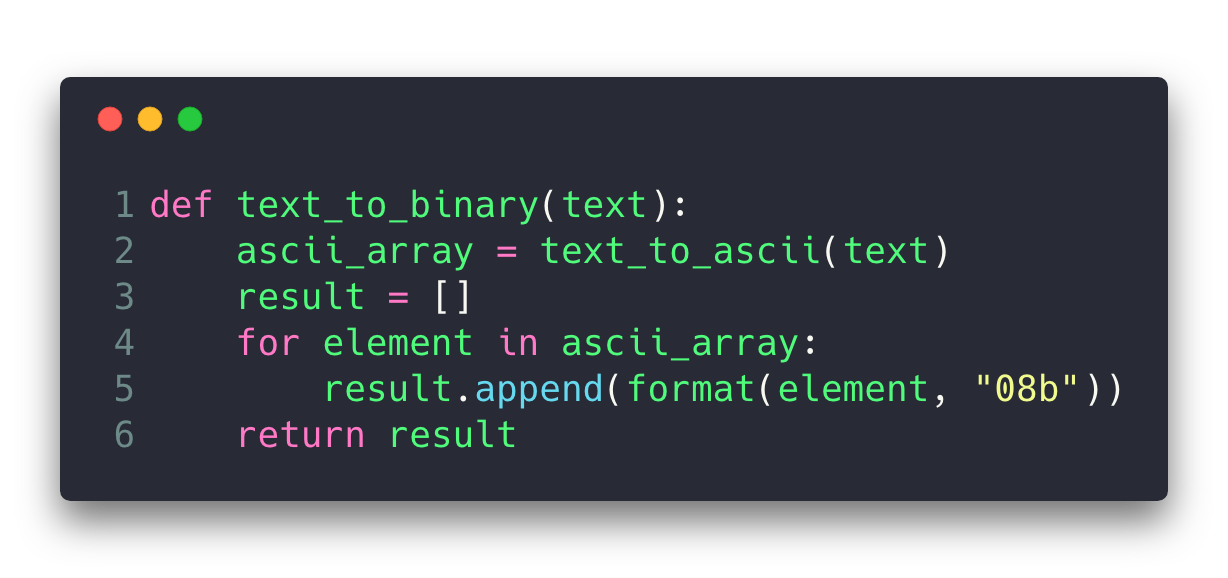 1 def text_to_binary(text):
2     ascii_array = text_to_ascii(text)
3     result = []
4     for element in ascii_array:
5         result.append(format(element, "08b"))
6     return result